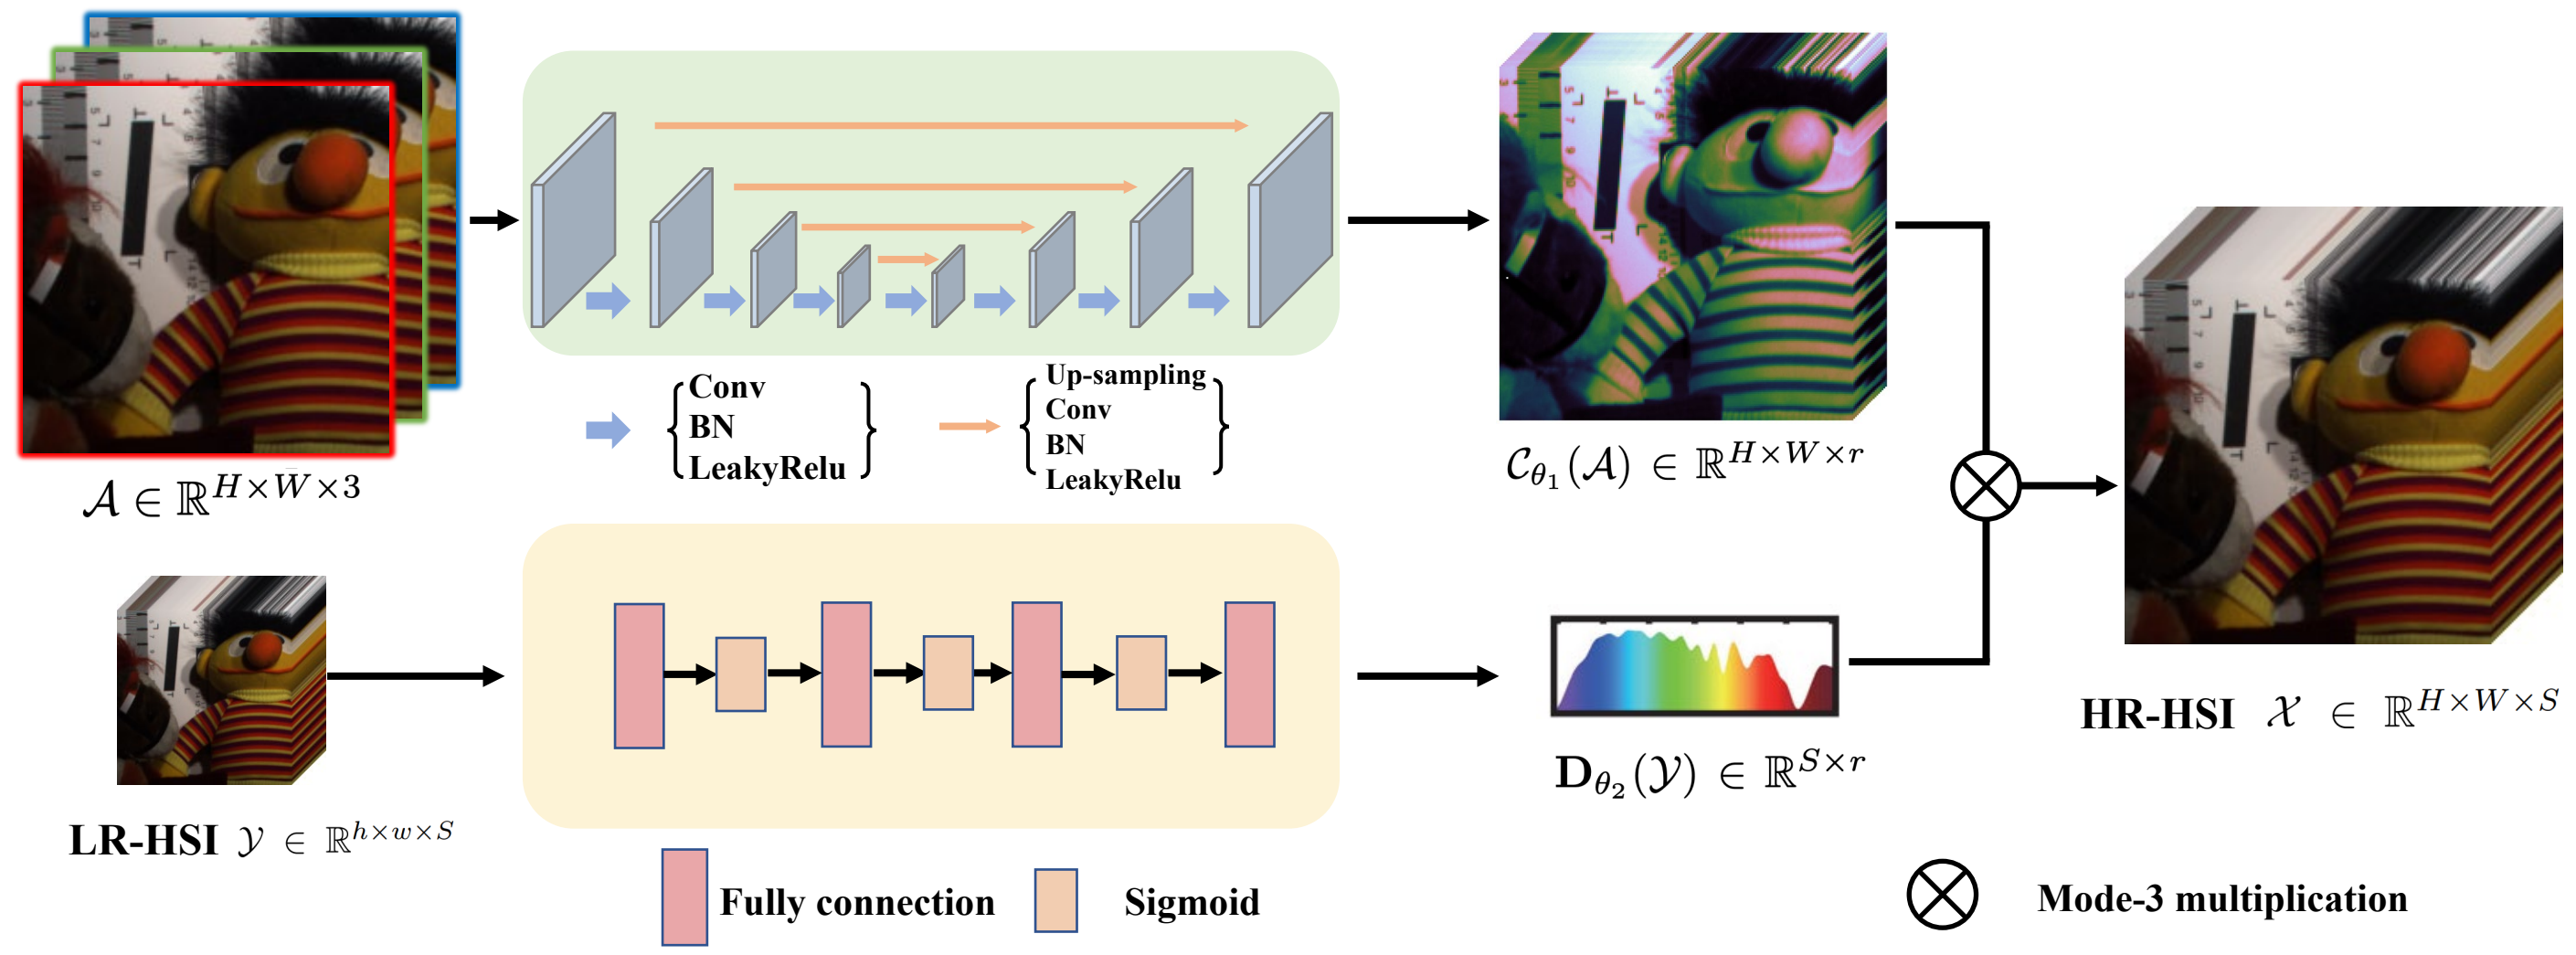 𝒜 ∈ ℝ^{H×W×3}
Conv
BN
LeakyRelu
Up-sampling
Conv
BN
LeakyRelu
𝒞_{θ₁}(𝒜) ∈ ℝ^{H×W×r}
LR-HSI 𝒴 ∈ ℝ^{h×w×S}
Fully connection
Sigmoid
𝐃_{θ₂}(𝒴) ∈ ℝ^{S×r}
HR-HSI 𝒳 ∈ ℝ^{H×W×S}
Mode-3 multiplication